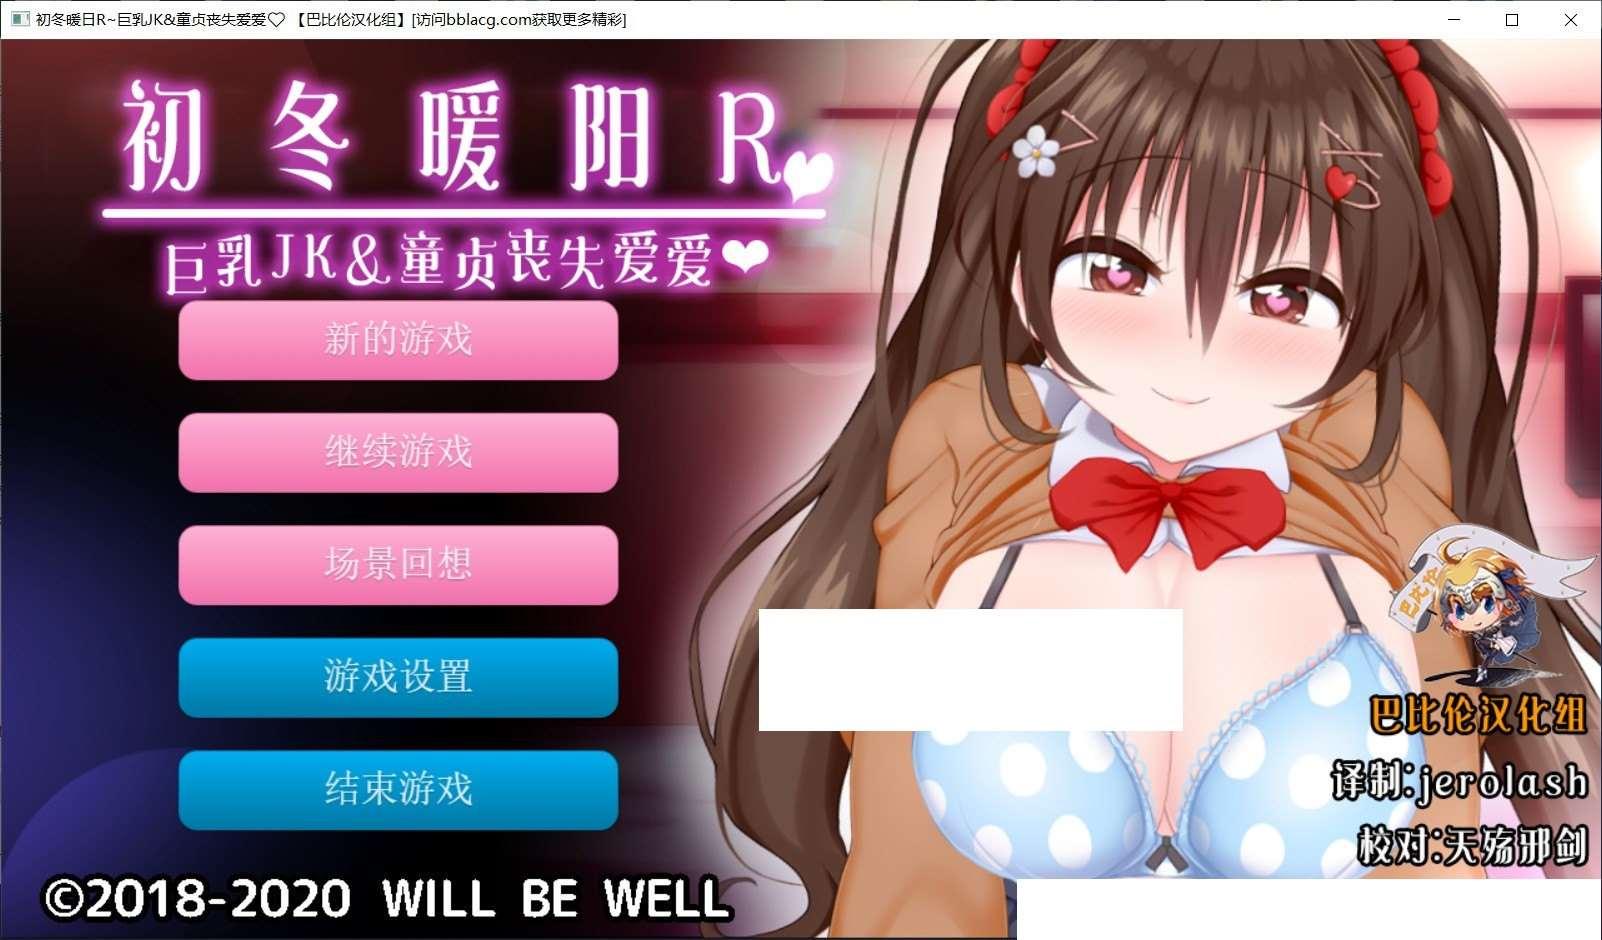 初冬暖日R~巨乳JK&童贞丧失爱爱♡ 【巴比伦汉化组】[访问bblacg.com获取更多精彩]
初冬暖阳R
巨乳JK&童贞丧失爱爱❤
新的游戏
继续游戏
场景回想
游戏设置
结束游戏
©2018-2020 WILL BE WELL
巴比伦
巴比伦汉化组
译制:jerolash
校对:天殇邪剑